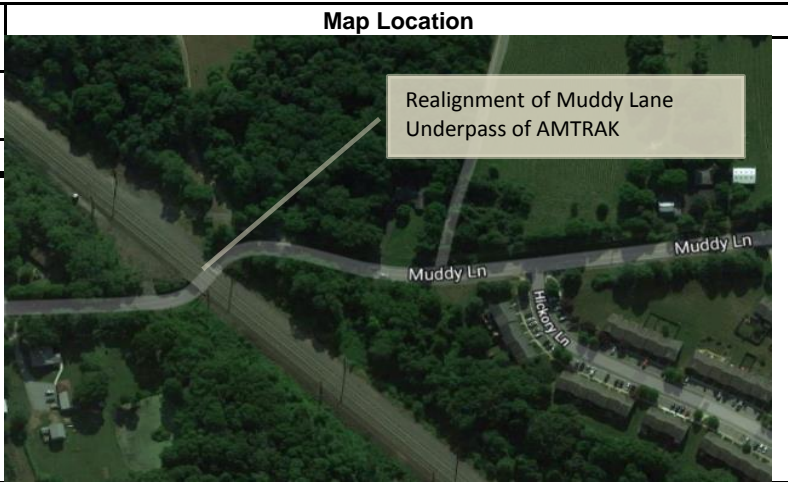 Map Location
Realignment of Muddy Lane
Underpass of AMTRAK
Muddy Ln
Muddy Ln
Hickory Ln